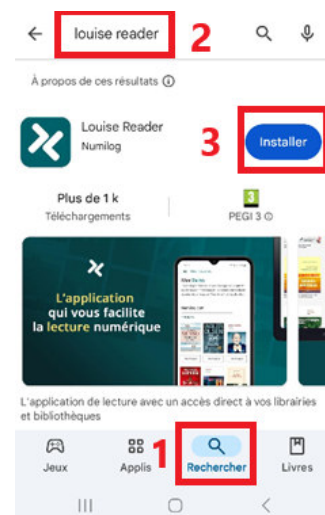 louise reader
2
À propos de ces résultats
Louise Reader
Numilog
3
Installer
Plus de 1 k
Téléchargements
3
PEGI 3
L'application
qui vous facilite
la lecture numérique
L'application de lecture avec un accès direct à vos librairies
et bibliothèques
1
Jeux
Applis
Rechercher
Livres